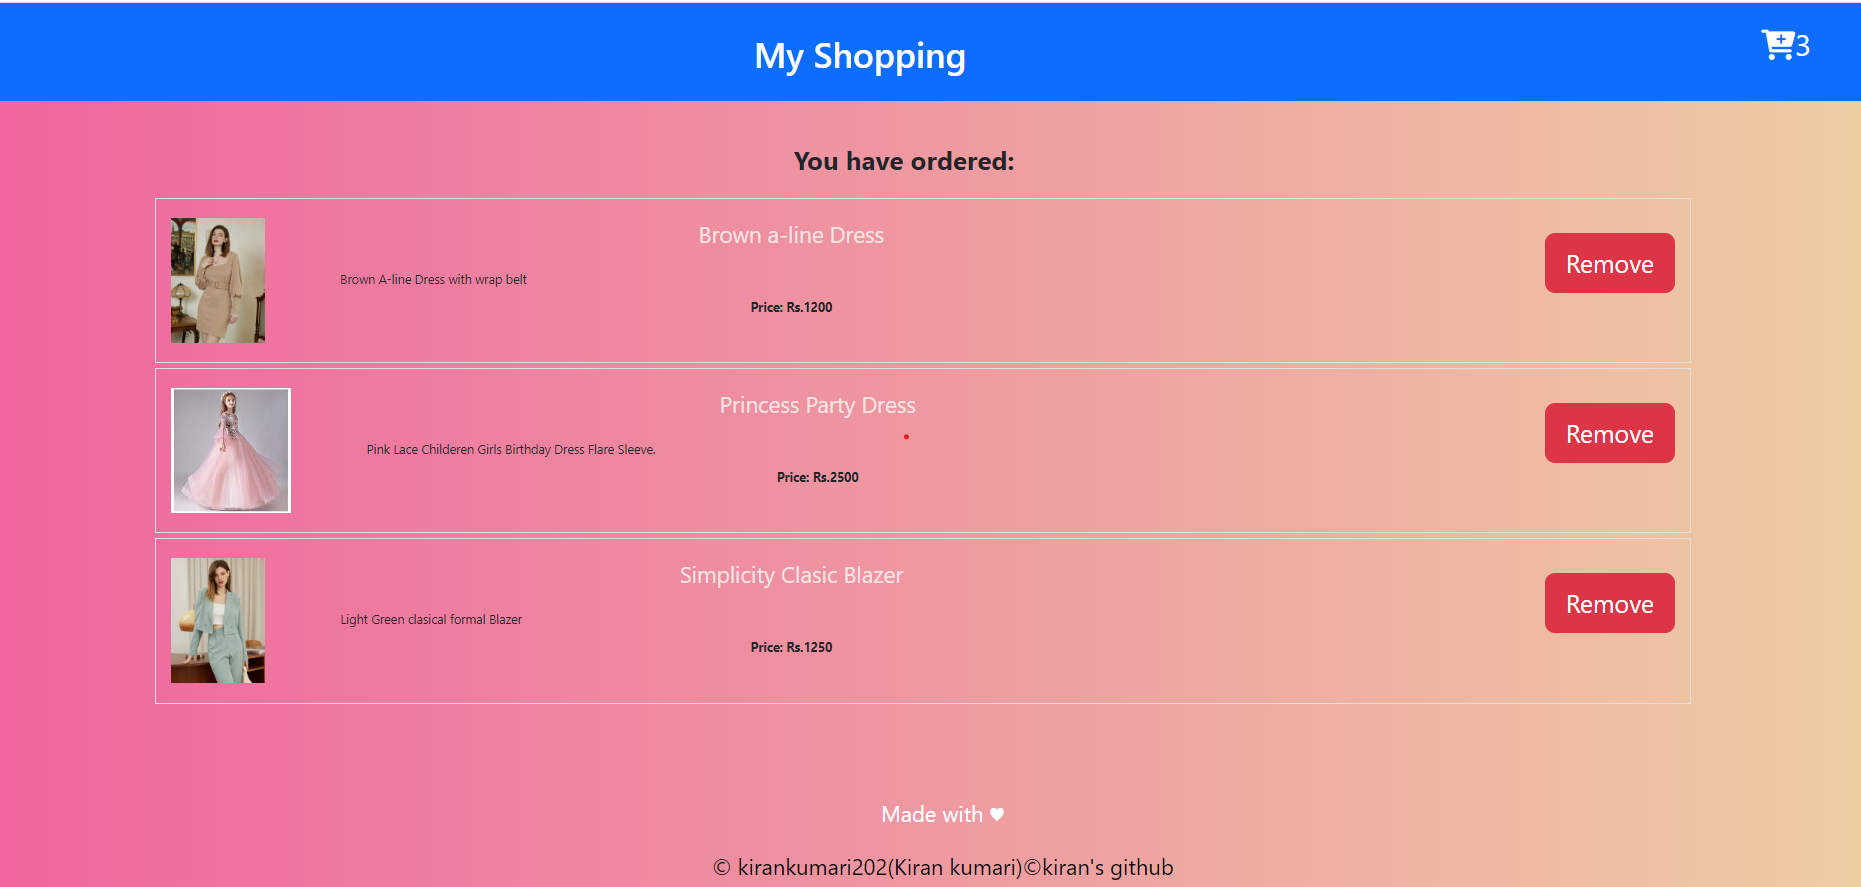 My Shopping
3
You have ordered:
Brown a-line Dress
Remove
Brown A-line Dress with wrap belt
Price: Rs.1200
Princess Party Dress
Remove
Pink Lace Childeren Girls Birthday Dress Flare Sleeve.
Price: Rs.2500
Simplicity Clasic Blazer
Remove
Light Green clasical formal Blazer
Price: Rs.1250
Made with ♥
© kirankumari202(Kiran kumari)©kiran's github